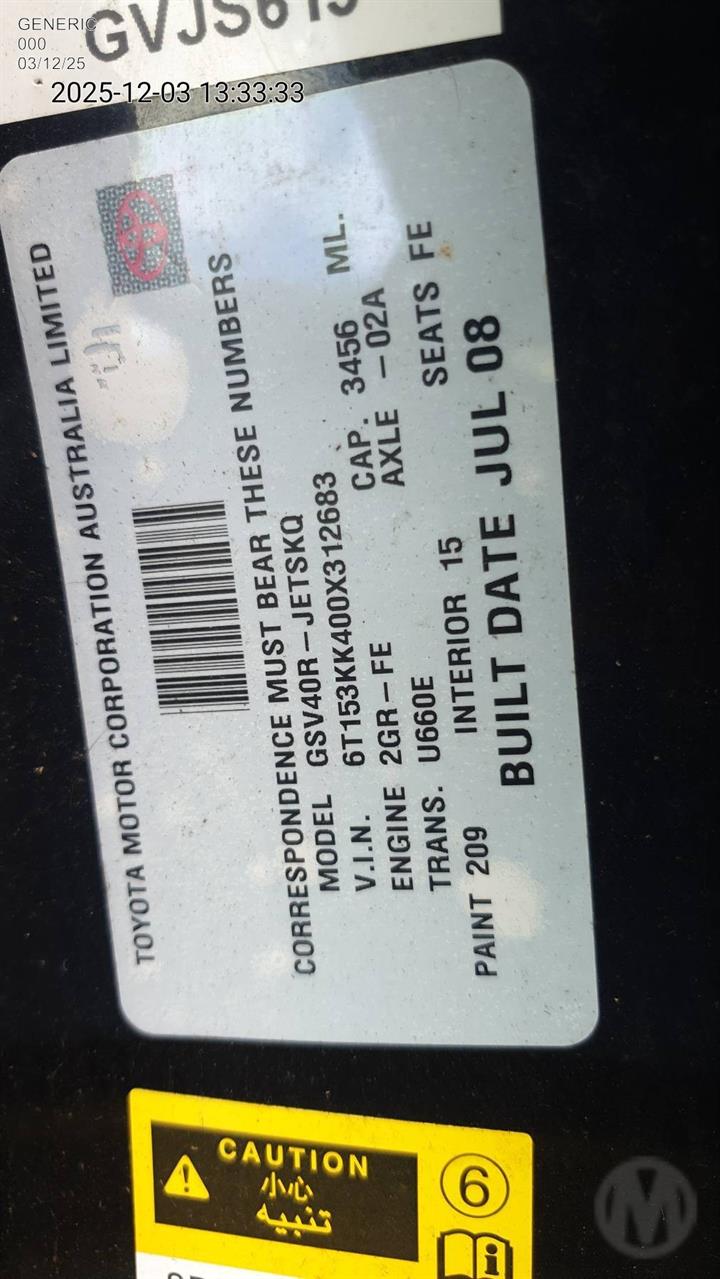 GENERIC
000
03/12/25
2025-12-03 13:33:33
TOYOTA MOTOR CORPORATION AUSTRALIA LIMITED
CORRESPONDENCE MUST BEAR THESE NUMBERS
MODEL GSV40R-JETSKQ
V.I.N. 6T153KK400X312683
ENGINE 2GR-FE CAP. 3456 ML.
TRANS. U660E AXLE -02A
PAINT 209 INTERIOR 15 SEATS FE
BUILT DATE JUL 08
CAUTION
小心
تنبيه
6
i
M